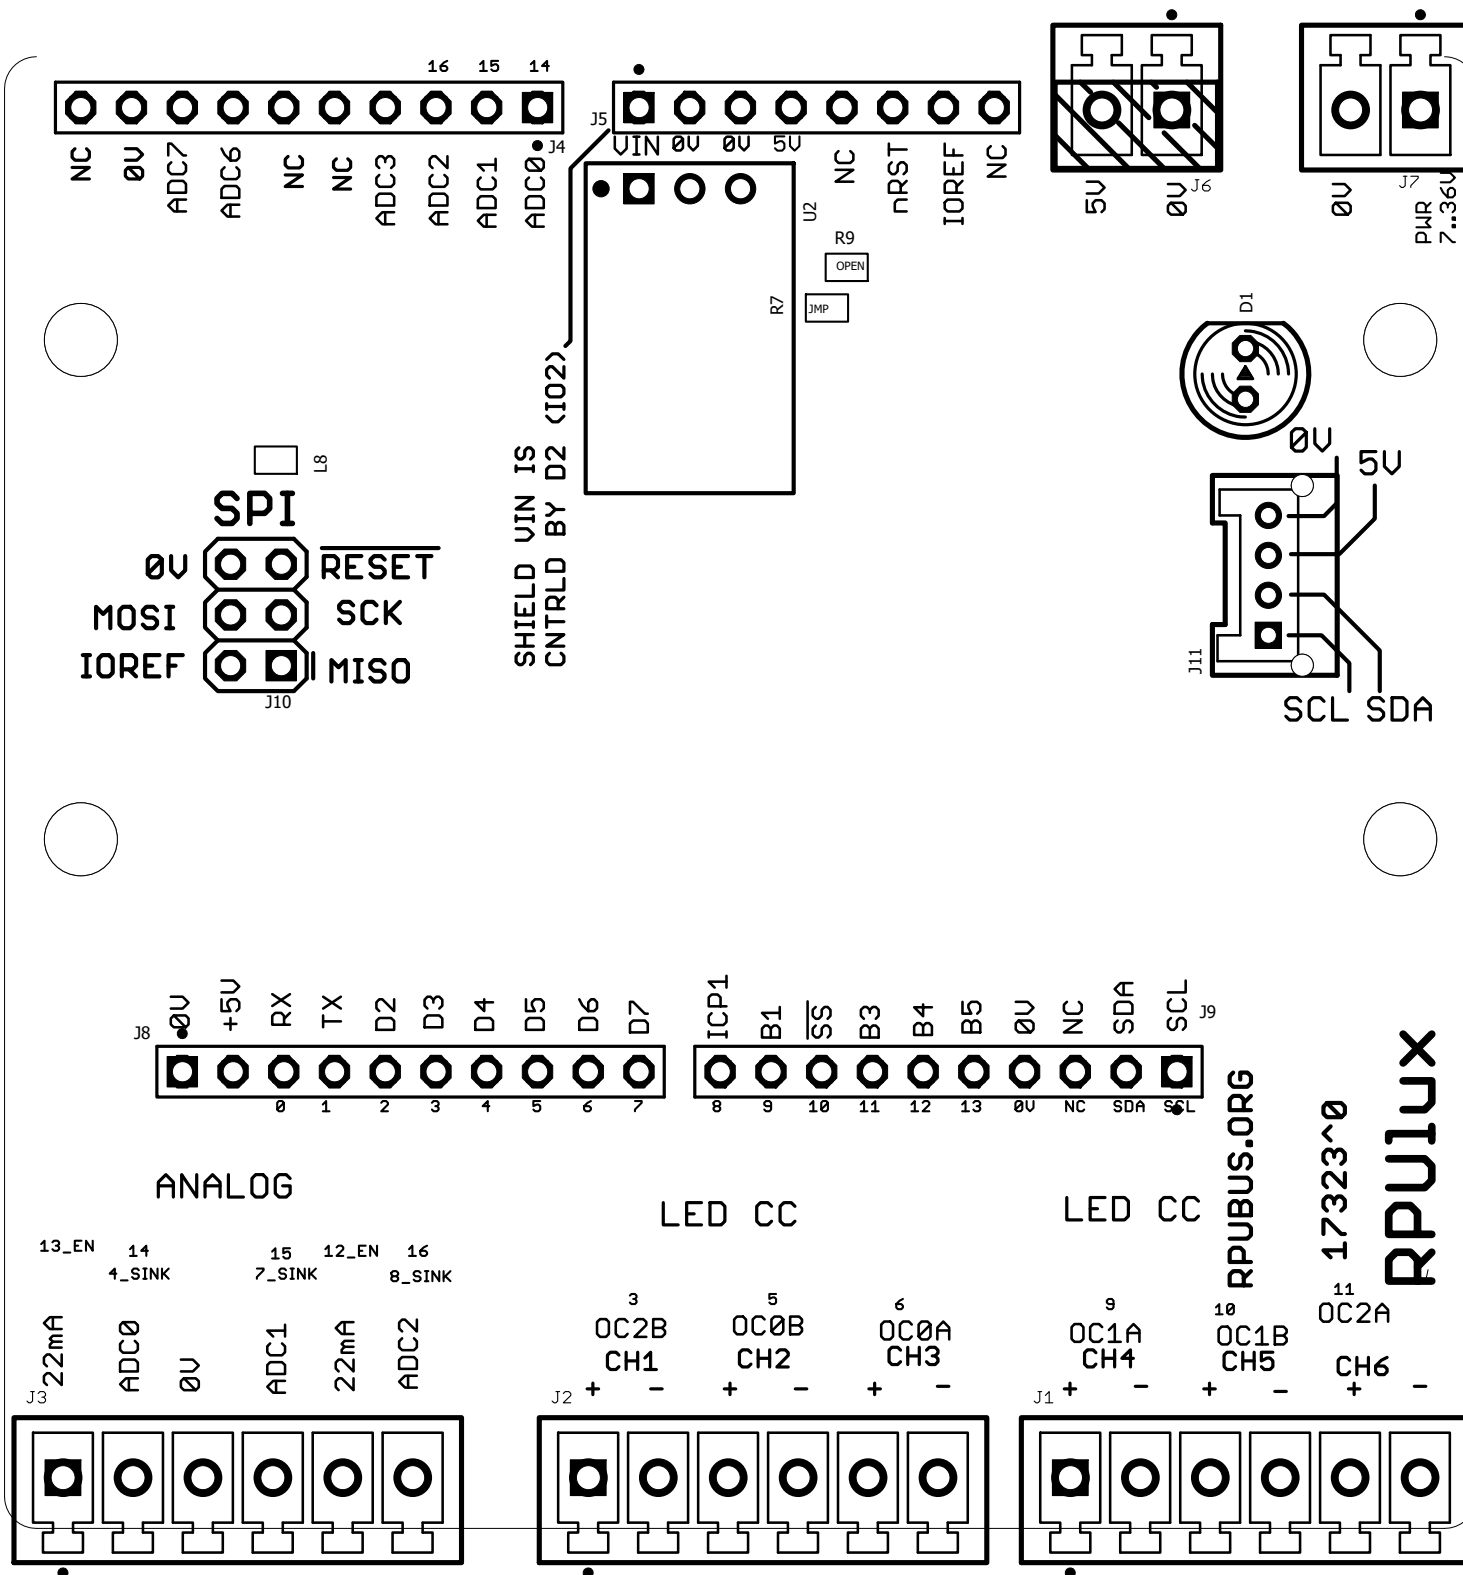 16 15 14
J5
J4
NC 0V ADC7 ADC6 NC NC ADC3 ADC2 ADC1 ADC0
VIN 0V 0V 5V NC nRST IOREF NC
5V 0V J6
0V J7 PWR
7..36V
U2
R9
OPEN
R7 JMP
D1
SHIELD VIN IS
CNTRLD BY D2 (IO2)
L8
SPI
0V RESET
MOSI SCK
IOREF MISO
J10
0V 5V
J11
SCL SDA
J8
0V +5V RX TX D2 D3 D4 D5 D6 D7
ICP1 B1 SS B3 B4 B5 0V NC SDA SCL
J9
0 1 2 3 4 5 6 7
8 9 10 11 12 13 0V NC SDA SCL
ANALOG
LED CC
LED CC
RPUBUS.ORG
17323^0
RPUlux
13_EN 14 15 12_EN 16
4_SINK 7_SINK 8_SINK
22mA ADC0 0V ADC1 22mA ADC2
J3
3 5 6
OC2B OC0B OC0A
CH1 CH2 CH3
J2 + - + - + -
9 10 11
OC1A OC1B OC2A
CH4 CH5 CH6
J1 + - + - + -